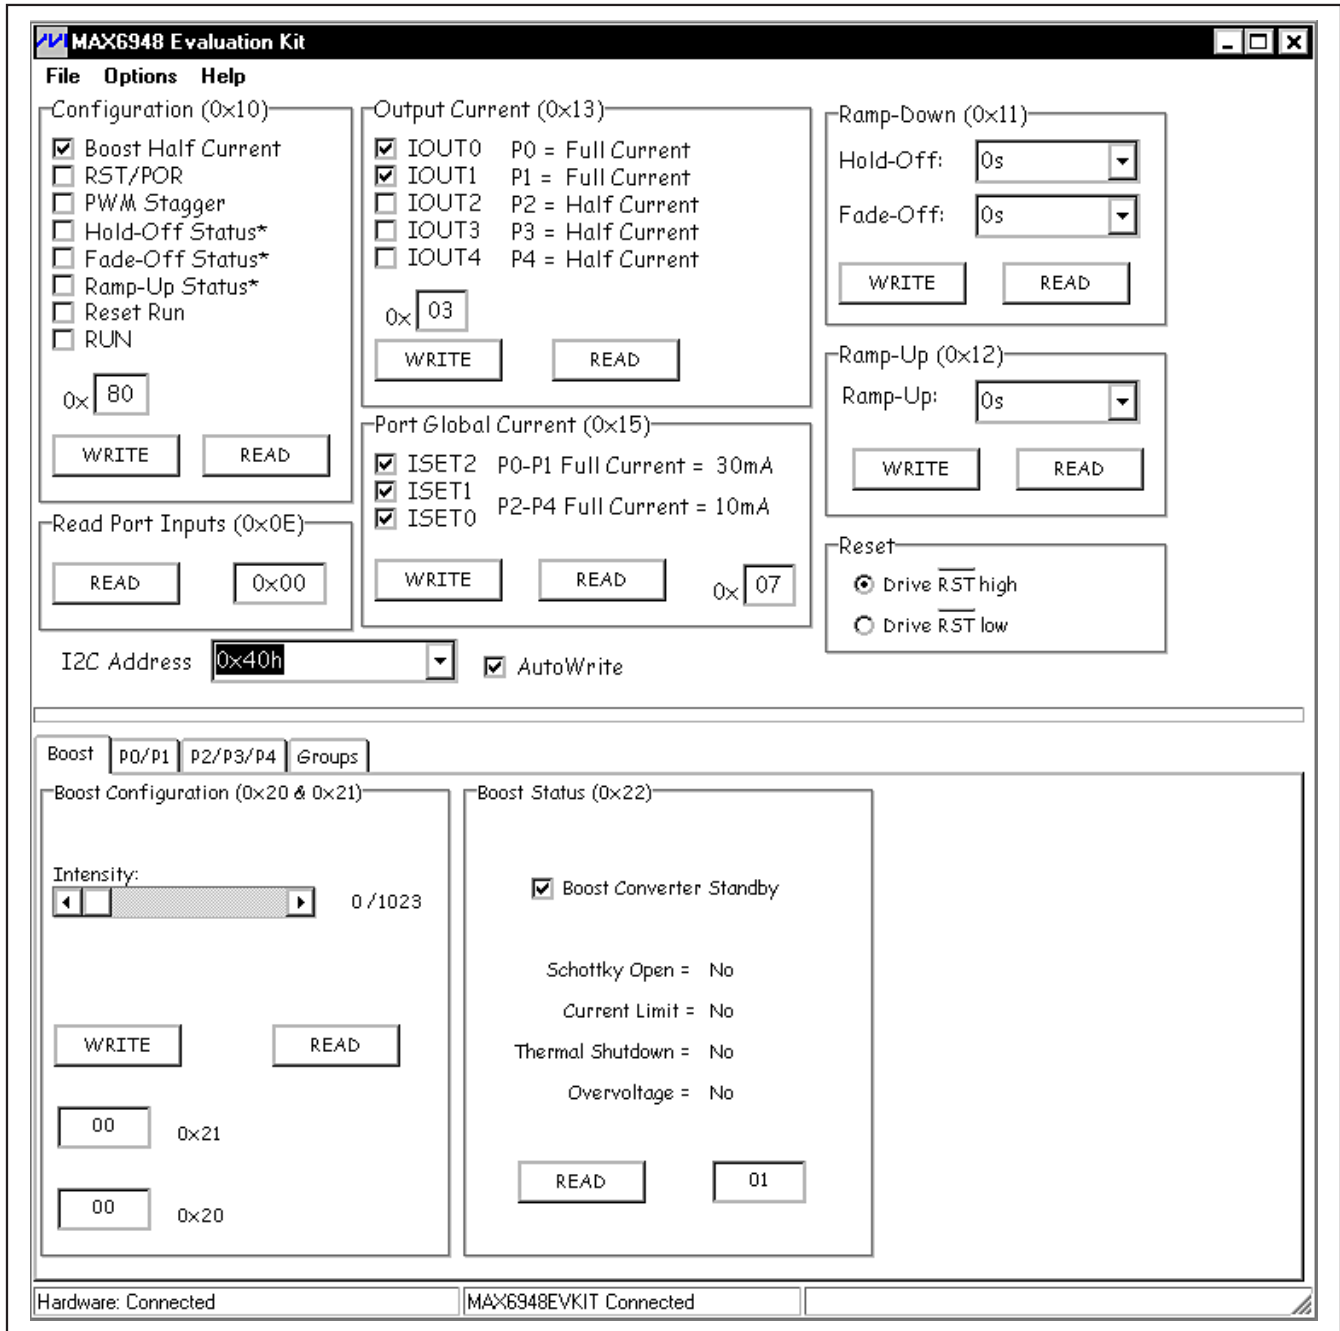 MAX6948 Evaluation Kit
File Options Help
Configuration (0x10)
Boost Half Current
RST/POR
PWM Stagger
Hold-Off Status*
Fade-Off Status*
Ramp-Up Status*
Reset Run
RUN
0x 80
WRITE READ
Read Port Inputs (0x0E)
READ 0x00
Output Current (0x13)
IOUT0 P0 = Full Current
IOUT1 P1 = Full Current
IOUT2 P2 = Half Current
IOUT3 P3 = Half Current
IOUT4 P4 = Half Current
0x 03
WRITE READ
Port Global Current (0x15)
ISET2 P0-P1 Full Current = 30mA
ISET1
P2-P4 Full Current = 10mA
ISET0
WRITE READ 0x 07
Ramp-Down (0x11)
Hold-Off: 0s
Fade-Off: 0s
WRITE READ
Ramp-Up (0x12)
Ramp-Up: 0s
WRITE READ
Reset
Drive RST high
Drive RST low
I2C Address 0x40h AutoWrite
Boost P0/P1 P2/P3/P4 Groups
Boost Configuration (0x20 & 0x21)
Intensity:
0 /1023
WRITE READ
00 0x21
00 0x20
Boost Status (0x22)
Boost Converter Standby
Schottky Open = No
Current Limit = No
Thermal Shutdown = No
Overvoltage = No
READ 01
Hardware: Connected MAX6948EVKIT Connected